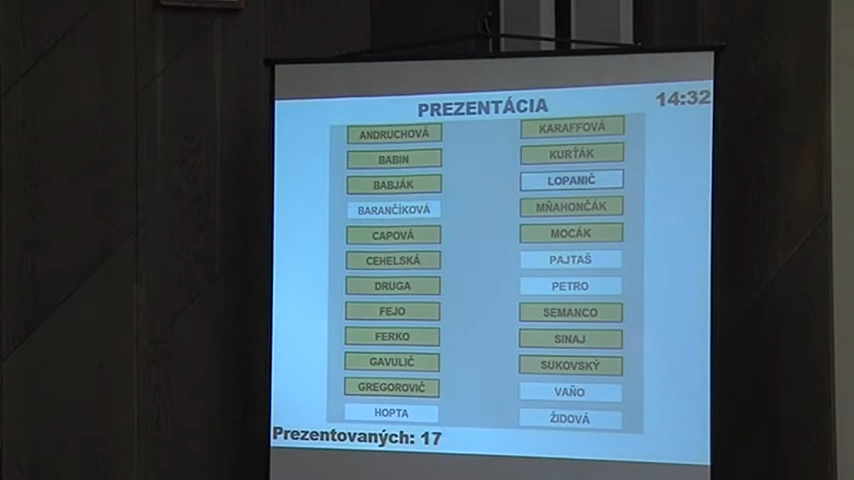 PREZENTÁCIA
14:32
ANDRUCHOVÁ
BABIN
BABJÁK
BARANČÍKOVÁ
CAPOVÁ
CEHELSKÁ
DRUGA
FEJO
FERKO
GAVULIČ
GREGOROVIČ
HOPTA
KARAFFOVÁ
KURŤÁK
LOPANIČ
MŇAHONČÁK
MOCÁK
PAJTAŠ
PETRO
SEMANCO
SINAJ
SUKOVSKÝ
VAŇO
ŽIDOVÁ
Prezentovaných: 17